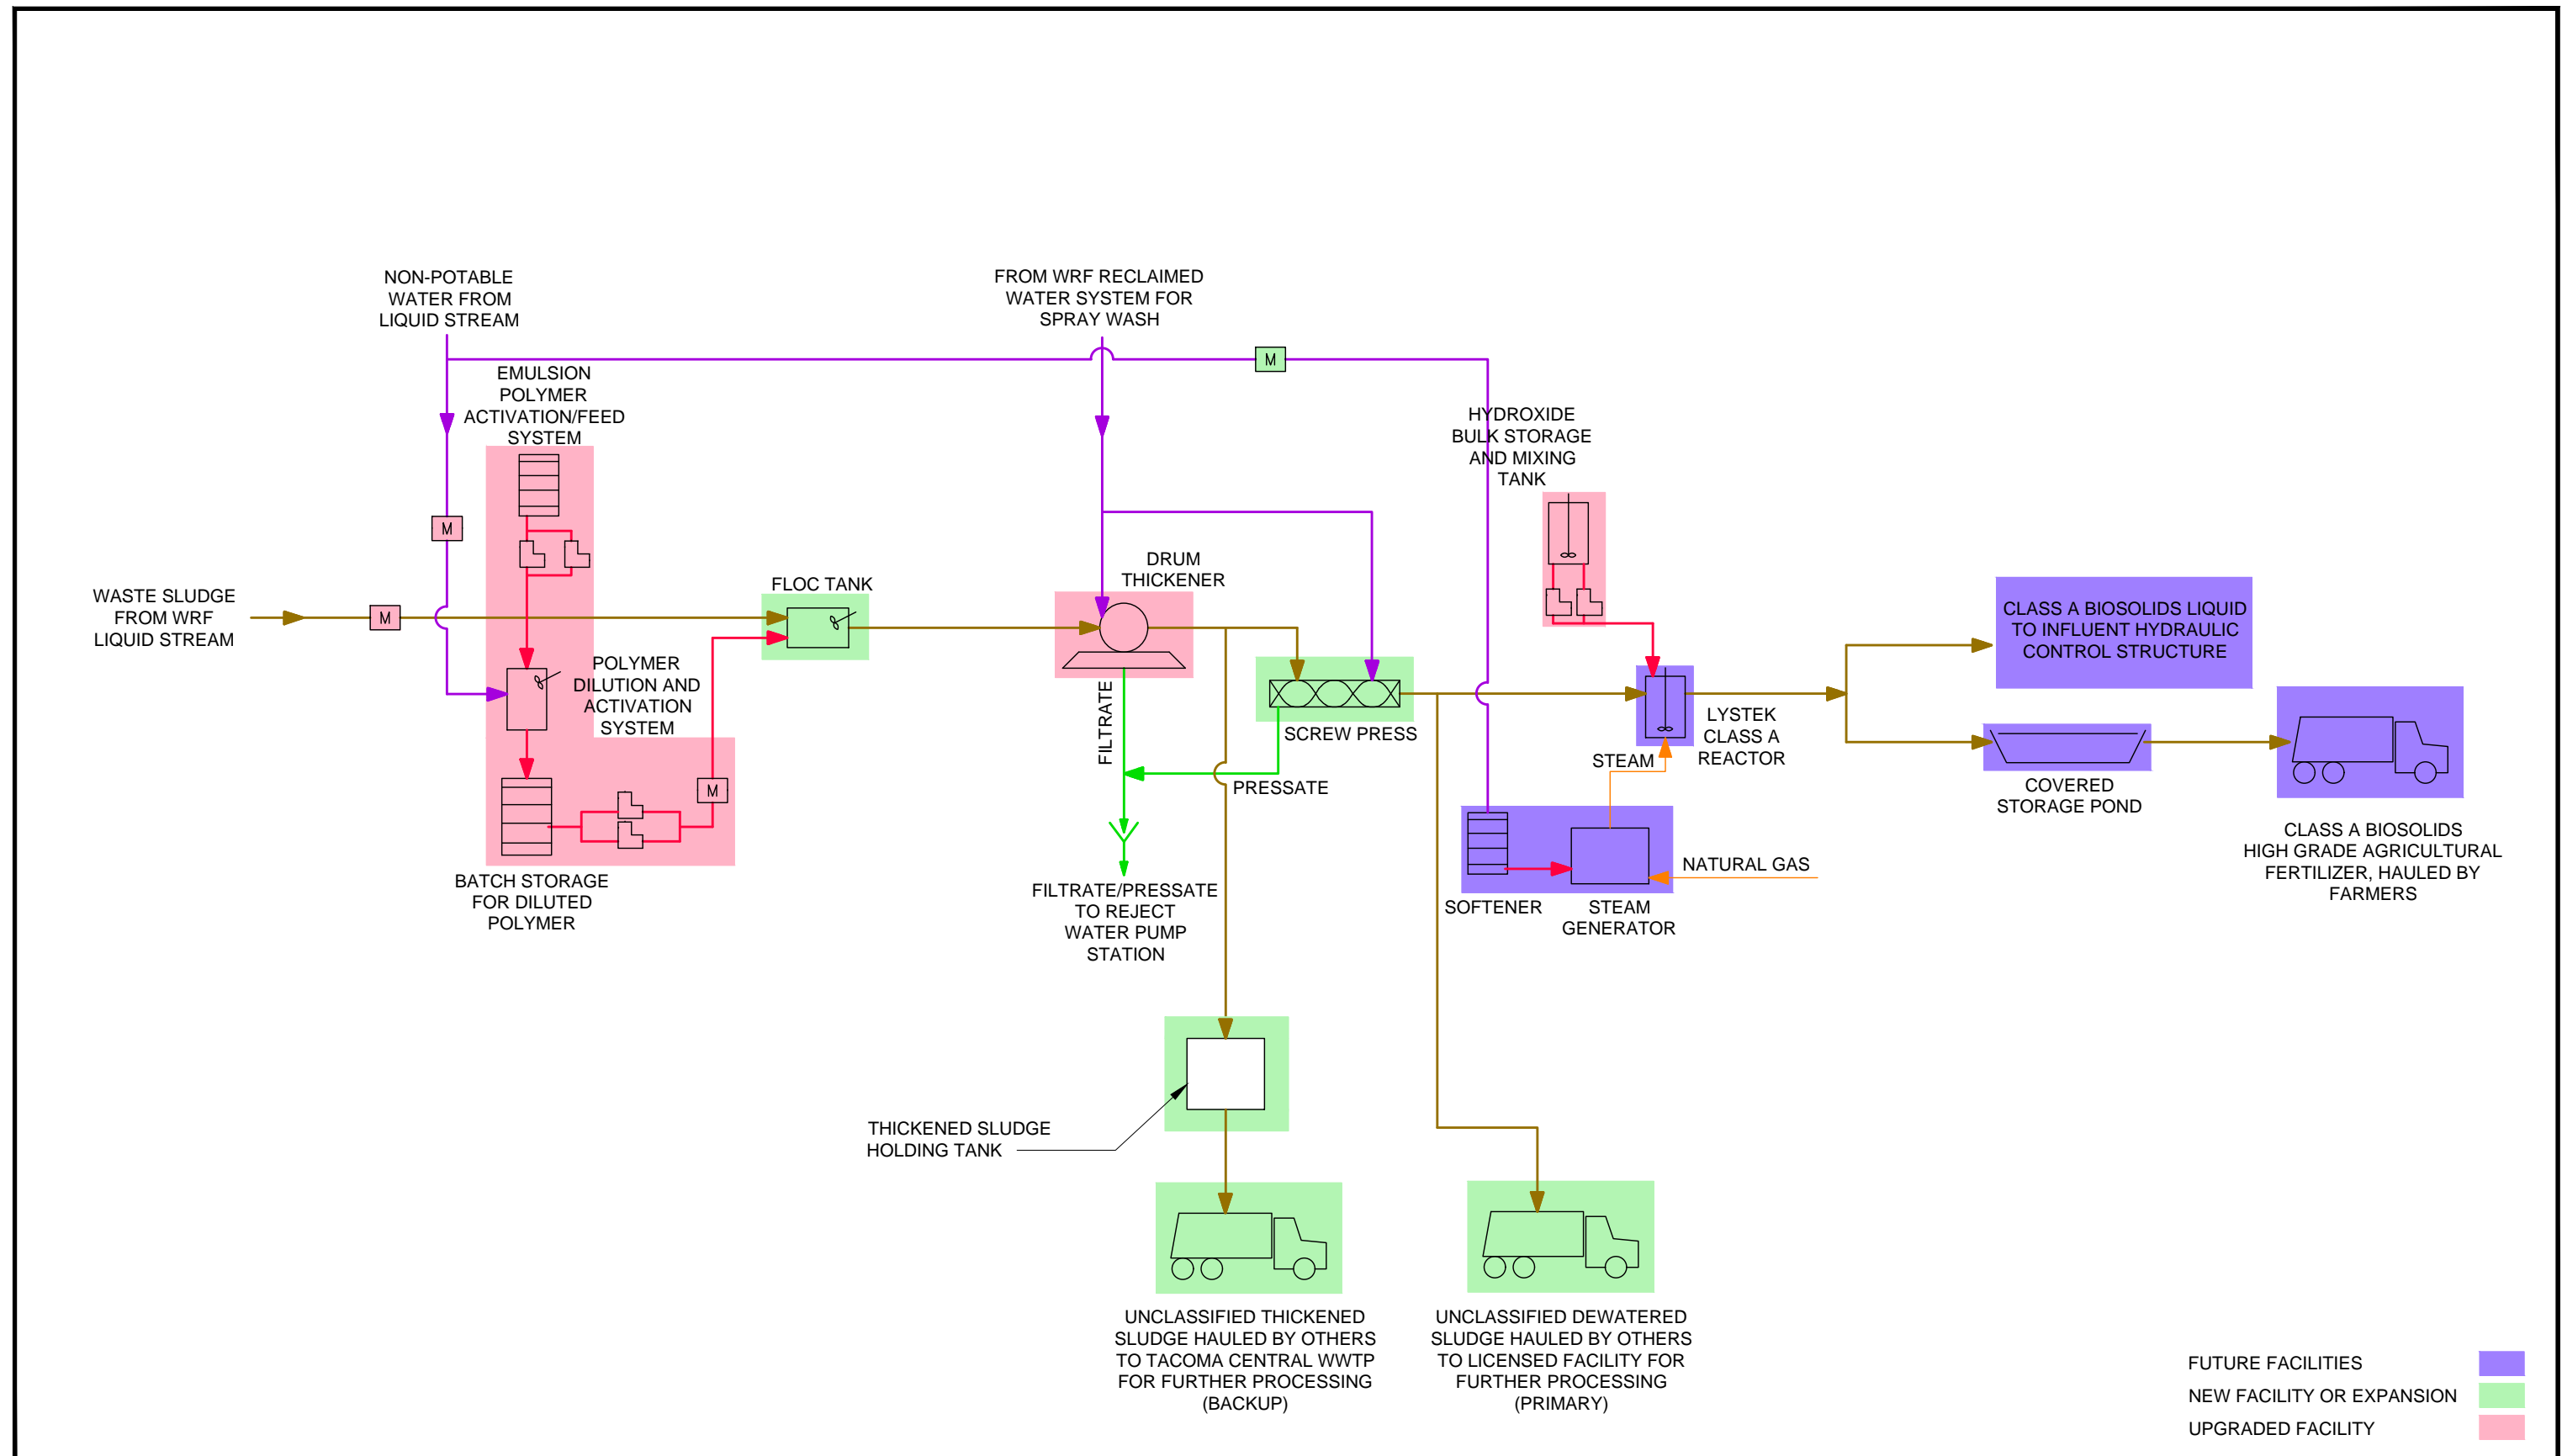 NON-POTABLE
WATER FROM
LIQUID STREAM
FROM WRF RECLAIMED
WATER SYSTEM FOR
SPRAY WASH
M
EMULSION
POLYMER
ACTIVATION/FEED
SYSTEM
HYDROXIDE
BULK STORAGE
AND MIXING
TANK
M
DRUM
THICKENER
FLOC TANK
WASTE SLUDGE
FROM WRF
LIQUID STREAM
M
CLASS A BIOSOLIDS LIQUID
TO INFLUENT HYDRAULIC
CONTROL STRUCTURE
POLYMER
DILUTION AND
ACTIVATION
SYSTEM
FILTRATE
SCREW PRESS
LYSTEK
CLASS A
REACTOR
STEAM
M
PRESSATE
COVERED
STORAGE POND
CLASS A BIOSOLIDS
HIGH GRADE AGRICULTURAL
FERTILIZER, HAULED BY
FARMERS
NATURAL GAS
BATCH STORAGE
FOR DILUTED
POLYMER
FILTRATE/PRESSATE
TO REJECT
WATER PUMP
STATION
SOFTENER
STEAM
GENERATOR
THICKENED SLUDGE
HOLDING TANK
UNCLASSIFIED THICKENED
SLUDGE HAULED BY OTHERS
TO TACOMA CENTRAL WWTP
FOR FURTHER PROCESSING
(BACKUP)
UNCLASSIFIED DEWATERED
SLUDGE HAULED BY OTHERS
TO LICENSED FACILITY FOR
FURTHER PROCESSING
(PRIMARY)
FUTURE FACILITIES
NEW FACILITY OR EXPANSION
UPGRADED FACILITY